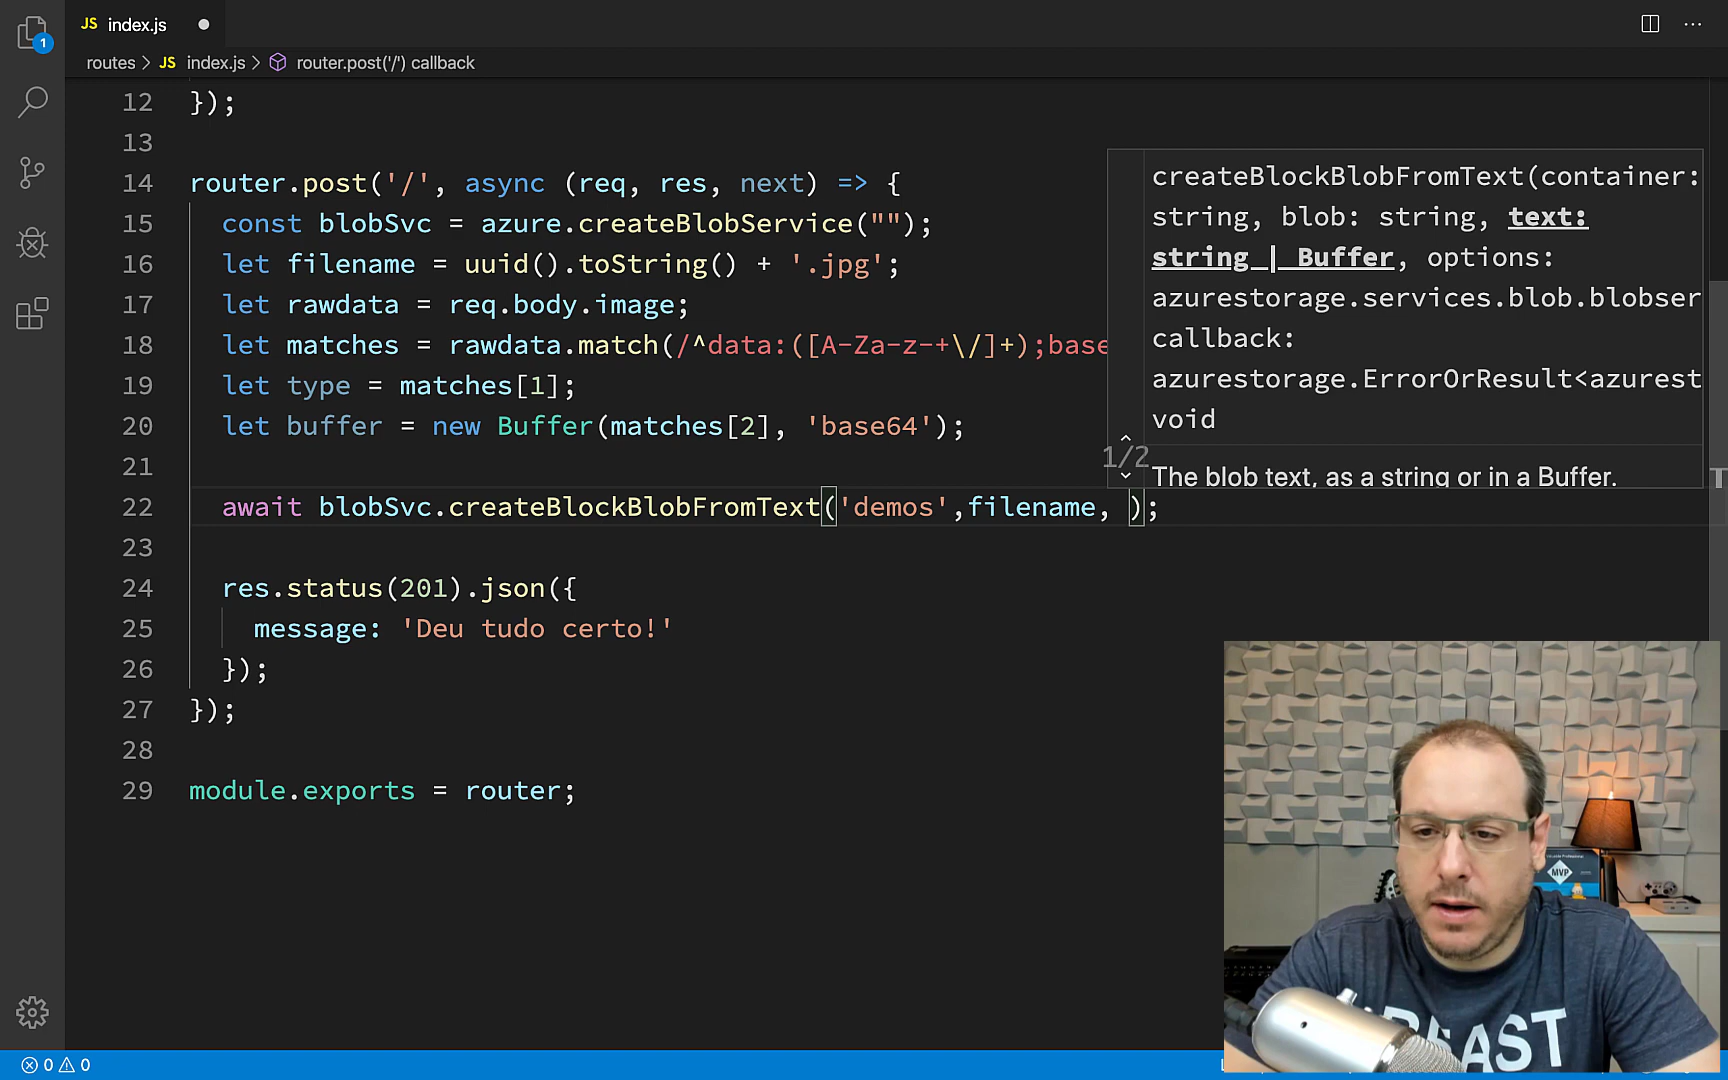 JS index.js
1
routes > JS index.js > router.post('/') callback
12 });
13
14 router.post('/', async (req, res, next) => {
15 const blobSvc = azure.createBlobService("");
16 let filename = uuid().toString() + '.jpg';
17 let rawdata = req.body.image;
18 let matches = rawdata.match(/^data:([A-Za-z-+\/]+);base
19 let type = matches[1];
20 let buffer = new Buffer(matches[2], 'base64');
21
22 await blobSvc.createBlockBlobFromText('demos',filename, );
23
24 res.status(201).json({
25 message: 'Deu tudo certo!'
26 });
27 });
28
29 module.exports = router;
createBlockBlobFromText(container:
string, blob: string, text:
string | Buffer, options:
azurestorage.services.blob.blobser
callback:
azurestorage.ErrorOrResult<azurest
void
1/2
The blob text, as a string or in a Buffer.
MVP
EAST
0 0